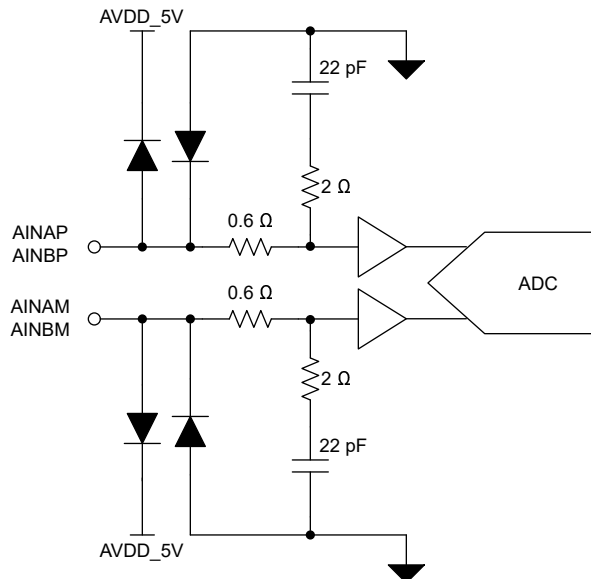 AVDD_5V
22 pF
2 Ω
0.6 Ω
AINAP
AINBP
ADC
0.6 Ω
AINAM
AINBM
2 Ω
22 pF
AVDD_5V